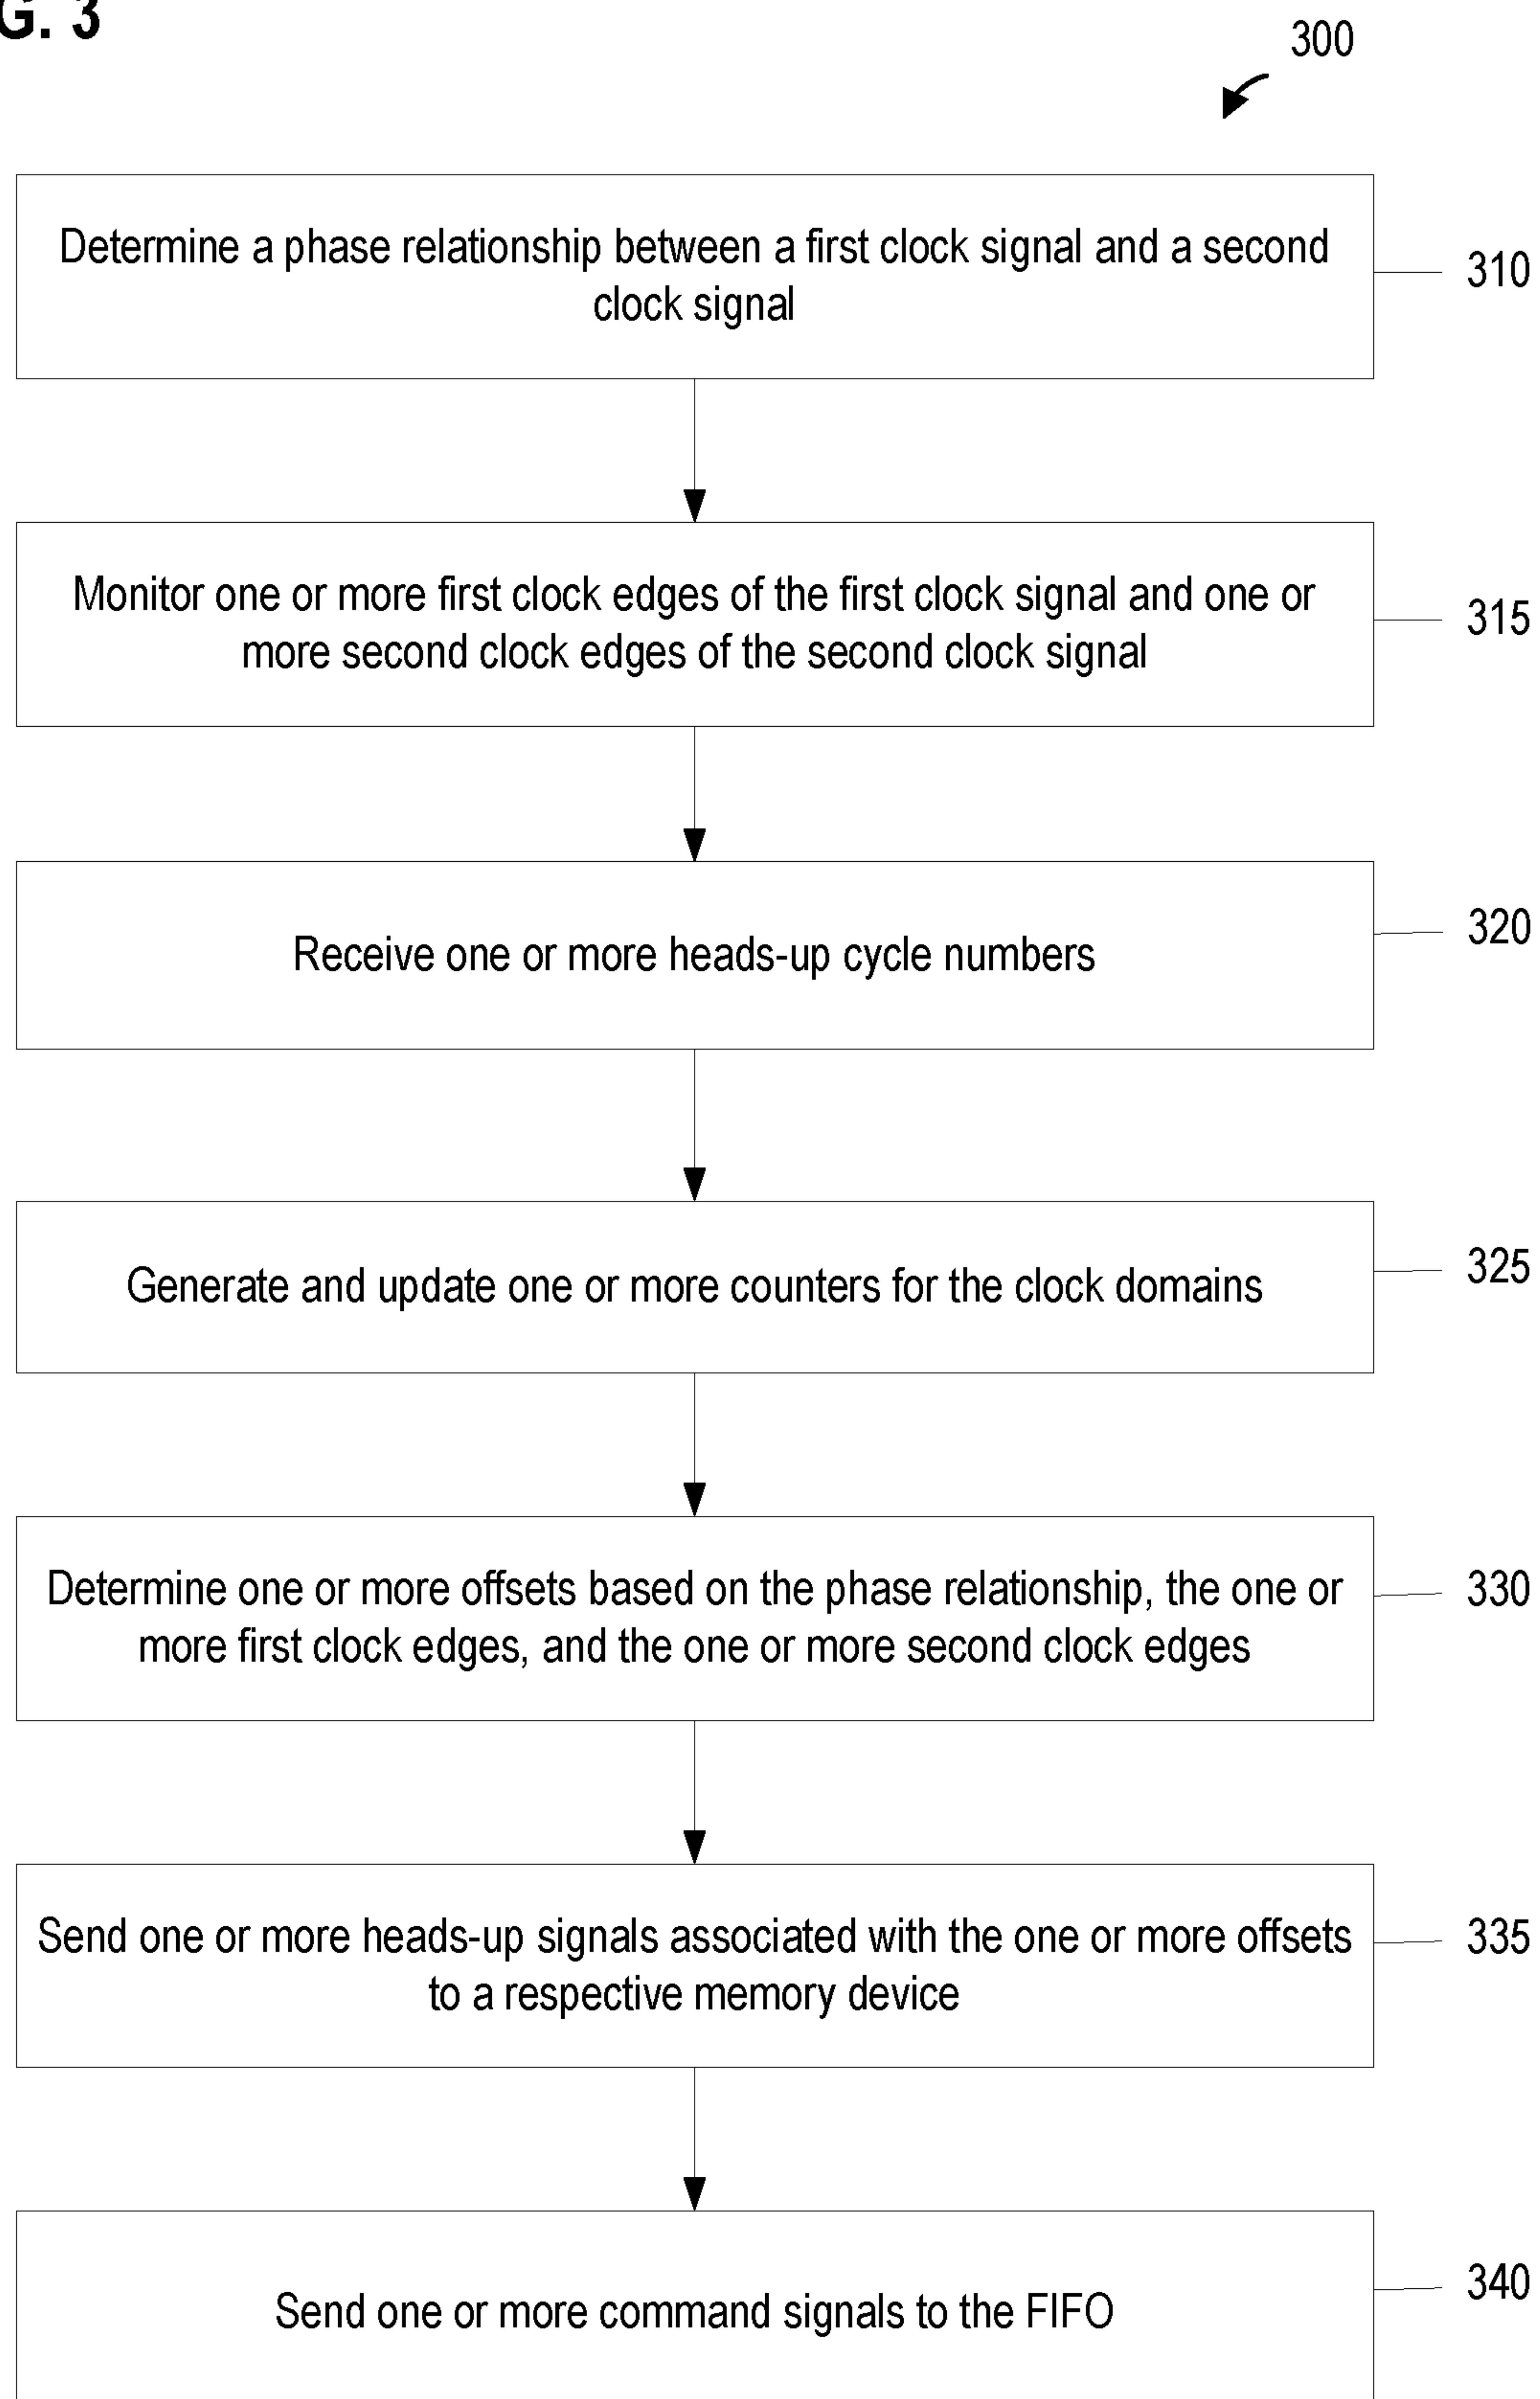 G. 3
300
Determine a phase relationship between a first clock signal and a second
clock signal
310
Monitor one or more first clock edges of the first clock signal and one or
more second clock edges of the second clock signal
315
Receive one or more heads-up cycle numbers
320
Generate and update one or more counters for the clock domains
325
Determine one or more offsets based on the phase relationship, the one or
more first clock edges, and the one or more second clock edges
330
Send one or more heads-up signals associated with the one or more offsets
to a respective memory device
335
Send one or more command signals to the FIFO
340